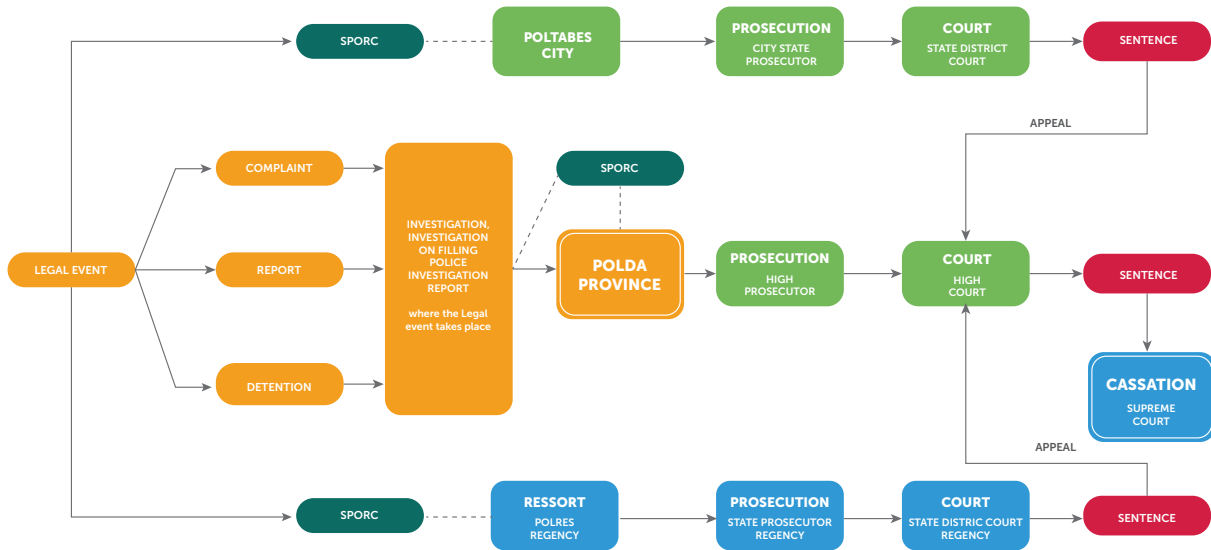 SPORC
POLTABES
CITY
PROSECUTION
CITY STATE
PROSECUTOR
COURT
STATE DISTRICT
COURT
SENTENCE
APPEAL
COMPLAINT
SPORC
LEGAL EVENT
REPORT
DETENTION
INVESTIGATION,
INVESTIGATION
ON FILLING
POLICE
INVESTIGATION
REPORT
where the Legal
event takes place
POLDA
PROVINCE
PROSECUTION
HIGH
PROSECUTOR
COURT
HIGH
COURT
SENTENCE
CASSATION
SUPREME
COURT
APPEAL
SPORC
RESSORT
POLRES
REGENCY
PROSECUTION
STATE PROSECUTOR
REGENCY
COURT
STATE DISTRIC COURT
REGENCY
SENTENCE